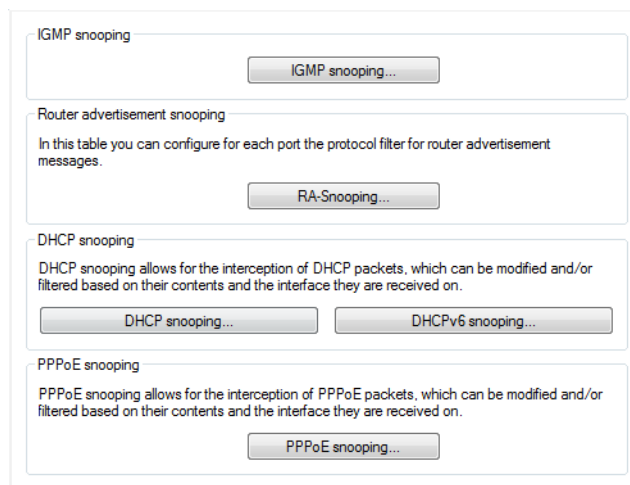 IGMP snooping
IGMP snooping...
Router advertisement snooping
In this table you can configure for each port the protocol filter for router advertisement
messages.
RA-Snooping...
DHCP snooping
DHCP snooping allows for the interception of DHCP packets, which can be modified and/or
filtered based on their contents and the interface they are received on.
DHCP snooping...
DHCPv6 snooping...
PPPoE snooping
PPPoE snooping allows for the interception of PPPoE packets, which can be modified and/or
filtered based on their contents and the interface they are received on.
PPPoE snooping...